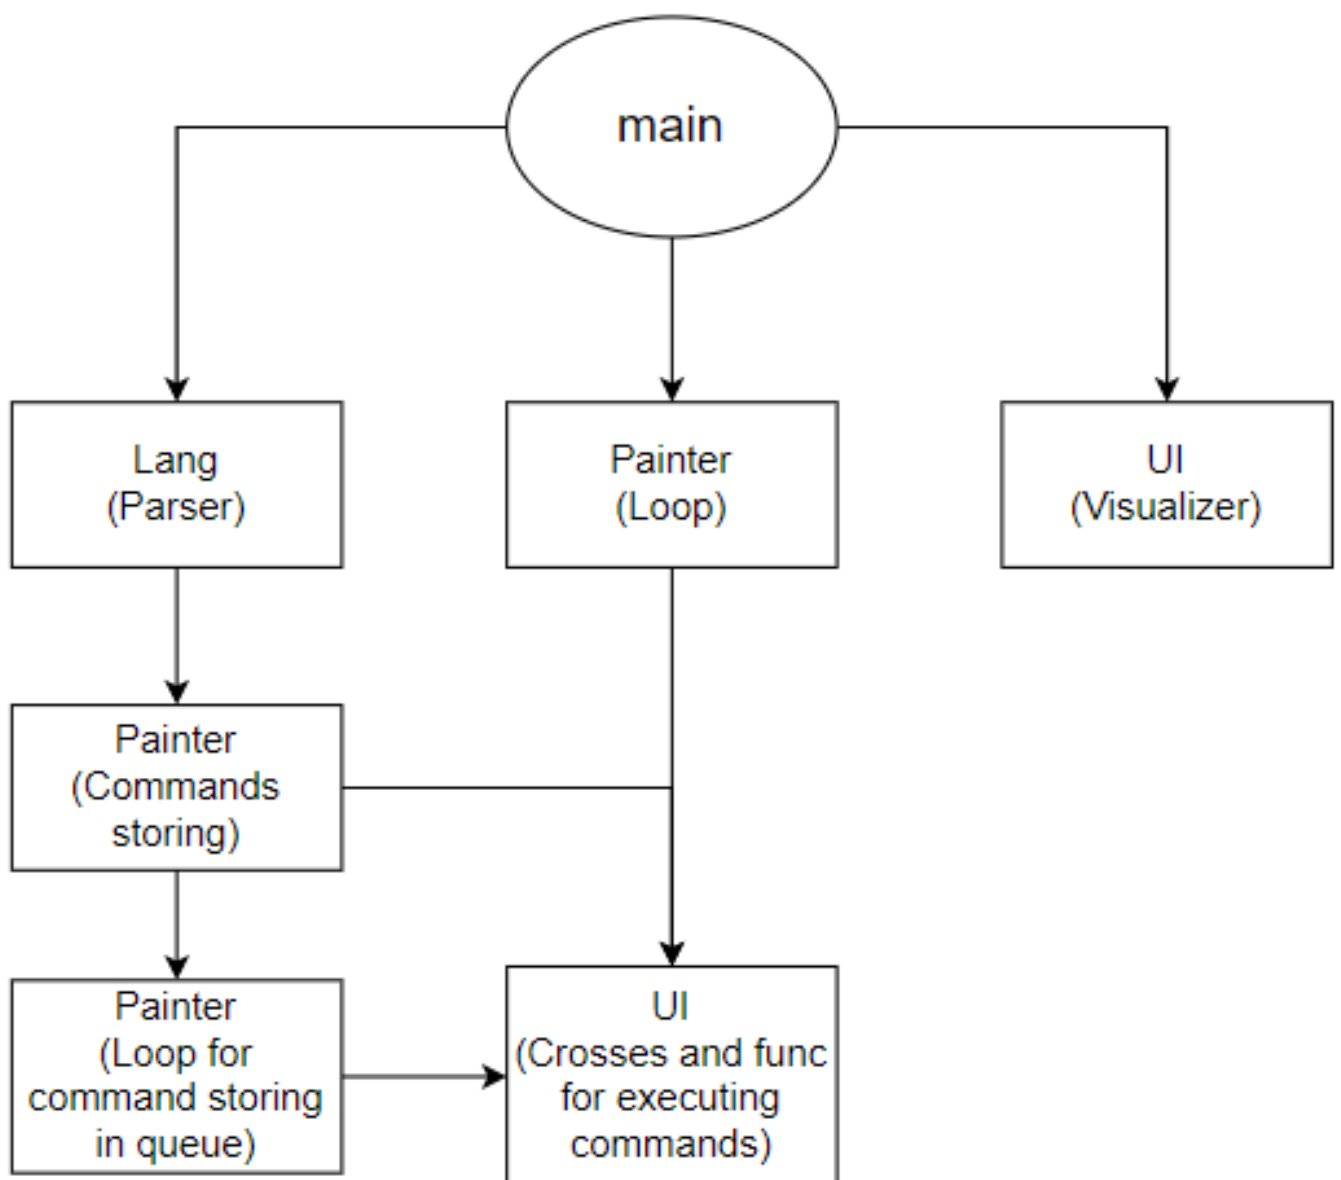 main
Lang
(Parser)
Painter
(Loop)
UI
(Visualizer)
Painter
(Commands
storing)
Painter
(Loop for
command storing
in queue)
UI
(Crosses and func
for executing
commands)